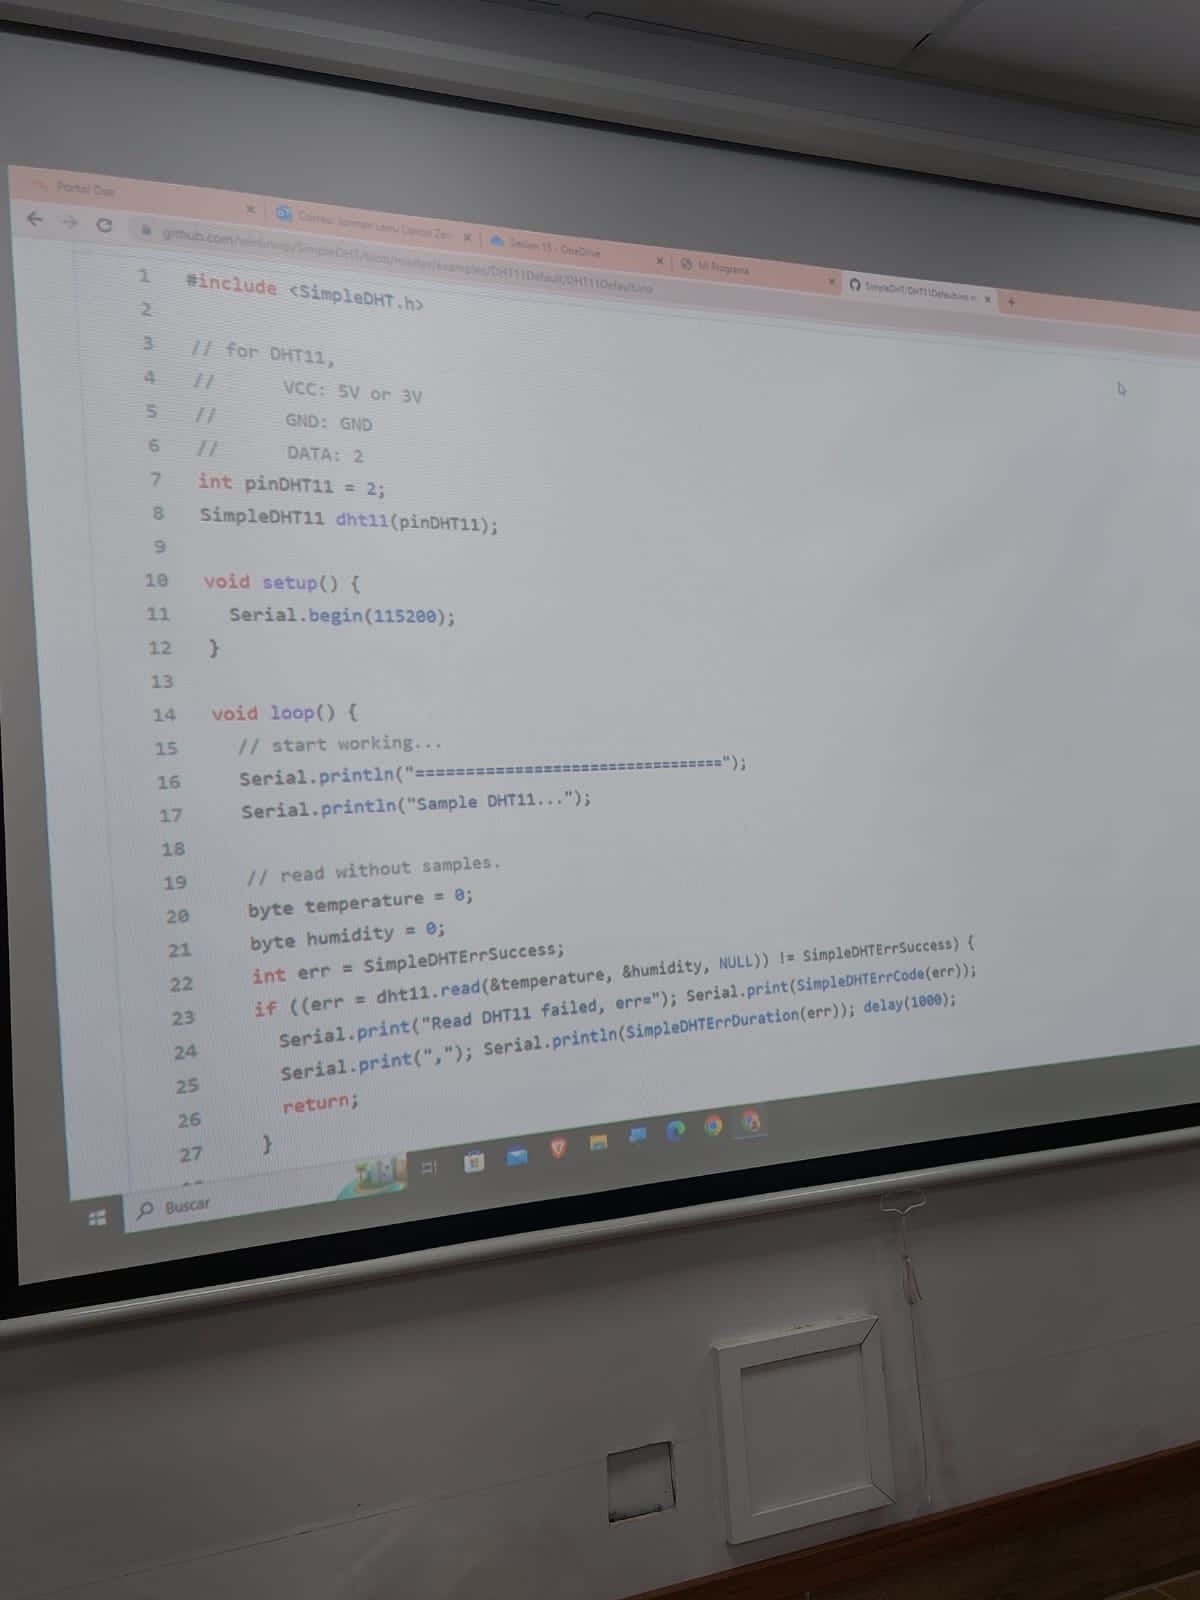 Portal Duo
Sesion 15 - OneDrive
Mi Programa
SimpleDHT/DHT11Default.ino
github.com/winlinvip/SimpleDHT/blob/master/examples/DHT11Default/DHT11Default.ino
1 #include <SimpleDHT.h>
2
3 // for DHT11,
4 //      VCC: 5V or 3V
5 //      GND: GND
6 //      DATA: 2
7 int pinDHT11 = 2;
8 SimpleDHT11 dht11(pinDHT11);
9
10 void setup() {
11   Serial.begin(115200);
12 }
13
14 void loop() {
15   // start working...
16   Serial.println("=================================");
17   Serial.println("Sample DHT11...");
18
19   // read without samples.
20   byte temperature = 0;
21   byte humidity = 0;
22   int err = SimpleDHTErrSuccess;
23   if ((err = dht11.read(&temperature, &humidity, NULL)) != SimpleDHTErrSuccess) {
24     Serial.print("Read DHT11 failed, err="); Serial.print(SimpleDHTErrCode(err));
25     Serial.print(","); Serial.println(SimpleDHTErrDuration(err)); delay(1000);
26     return;
27   }
Buscar